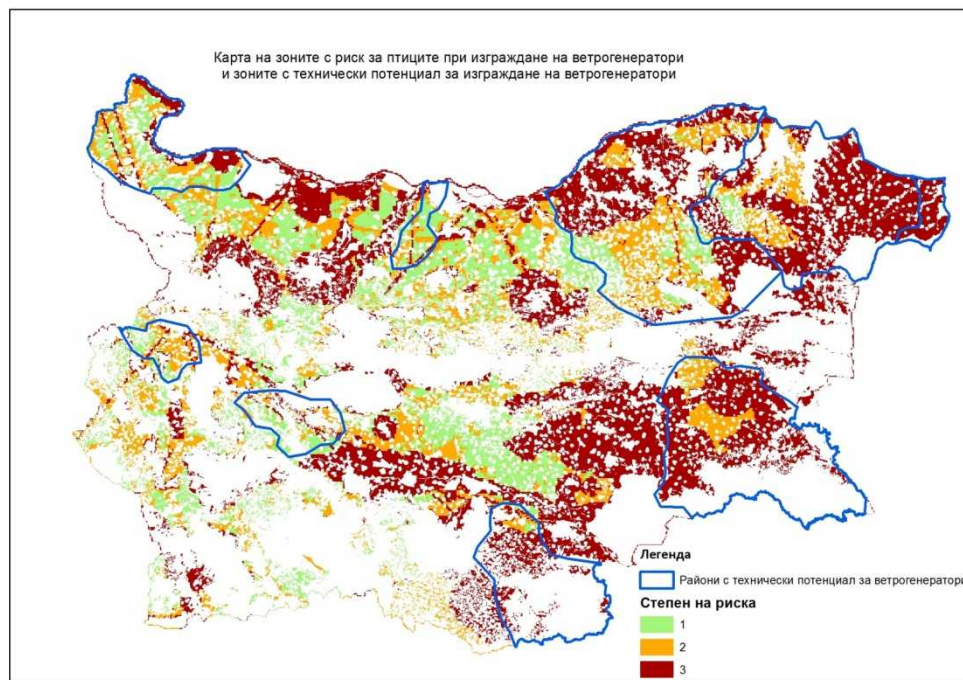 Карта на зоните с риск за птиците при изграждане на ветрогенератори
и зоните с технически потенциал за изграждане на ветрогенератори
Легенда
Райони с технически потенциал за ветрогенератори
Степен на риска
1
2
3